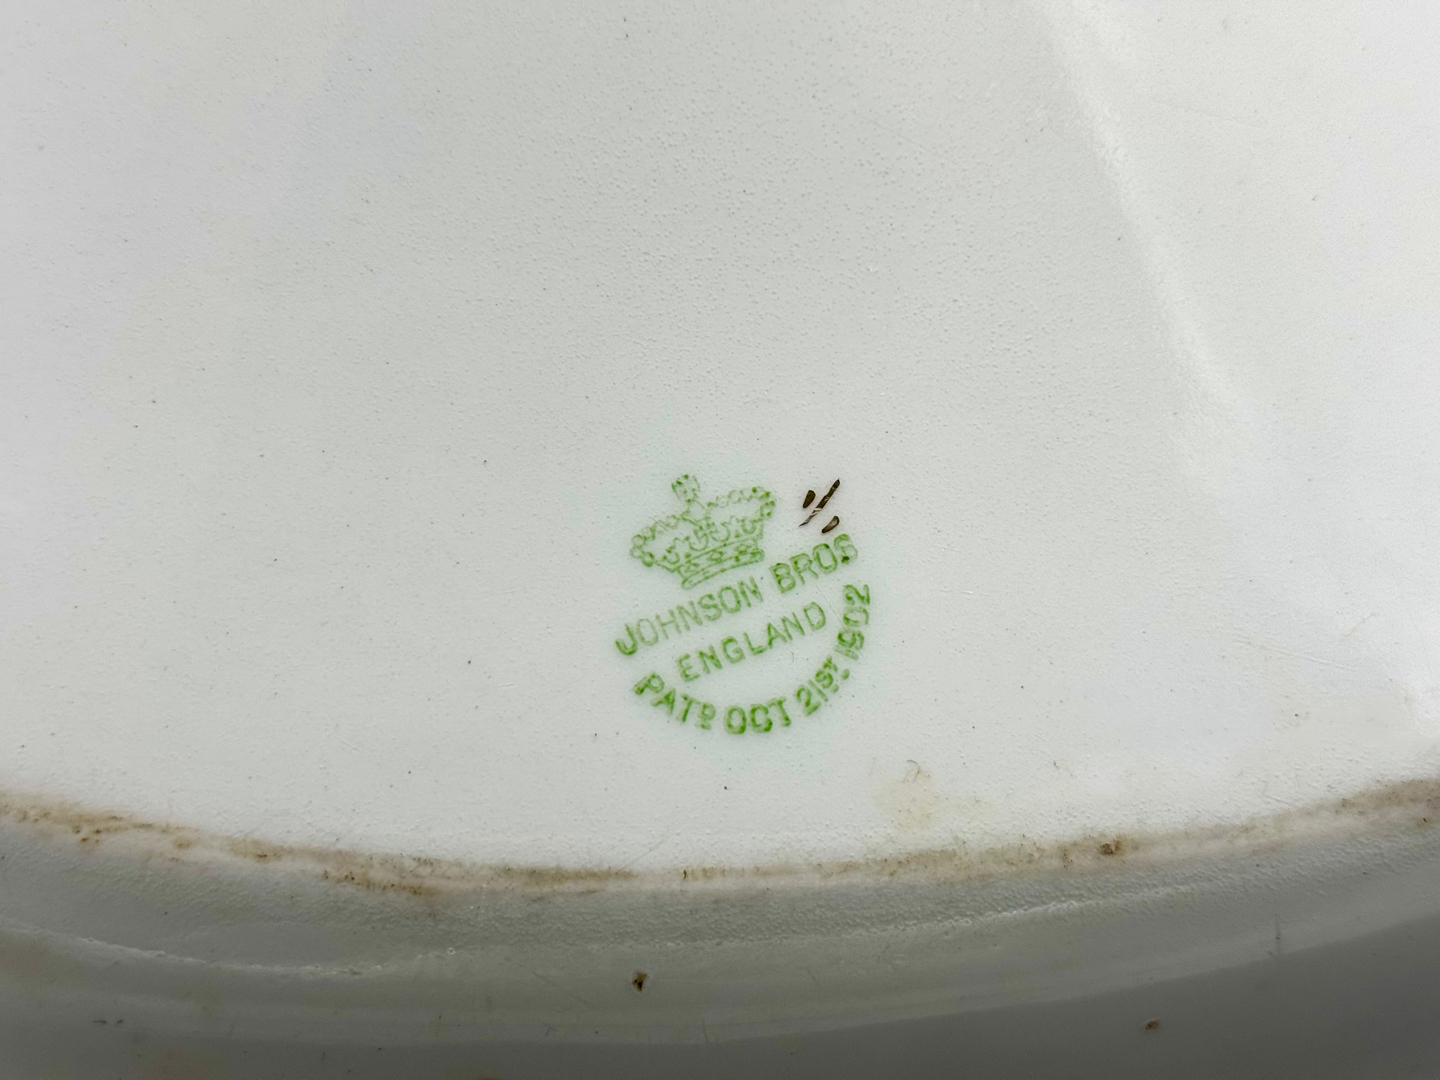 JOHNSON BROS
ENGLAND
PATD OCT 21ST 1902